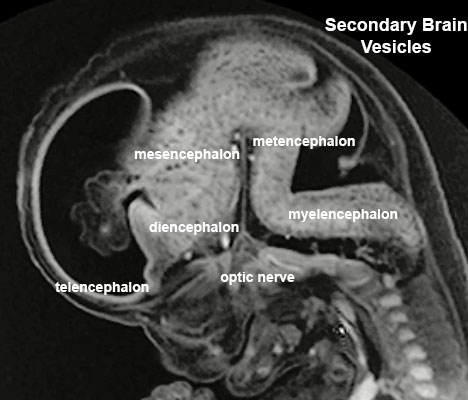 Secondary Brain
Vesicles
metencephalon
mesencephalon
myelencephalon
diencephalon
optic nerve
telencephalon